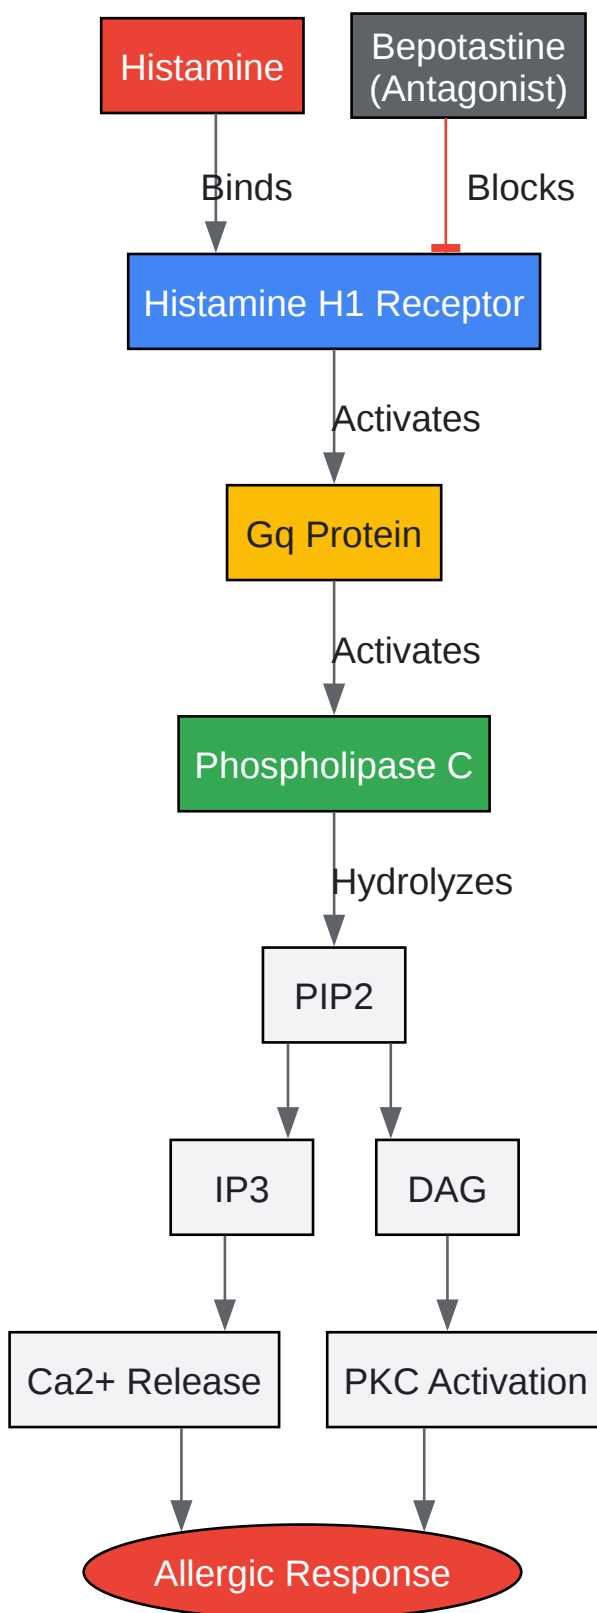 Histamine
Bepotastine
(Antagonist)
Binds
Blocks
Histamine H1 Receptor
Activates
Gq Protein
Activates
Phospholipase C
Hydrolyzes
PIP2
IP3
DAG
Ca2+ Release
PKC Activation
Allergic Response